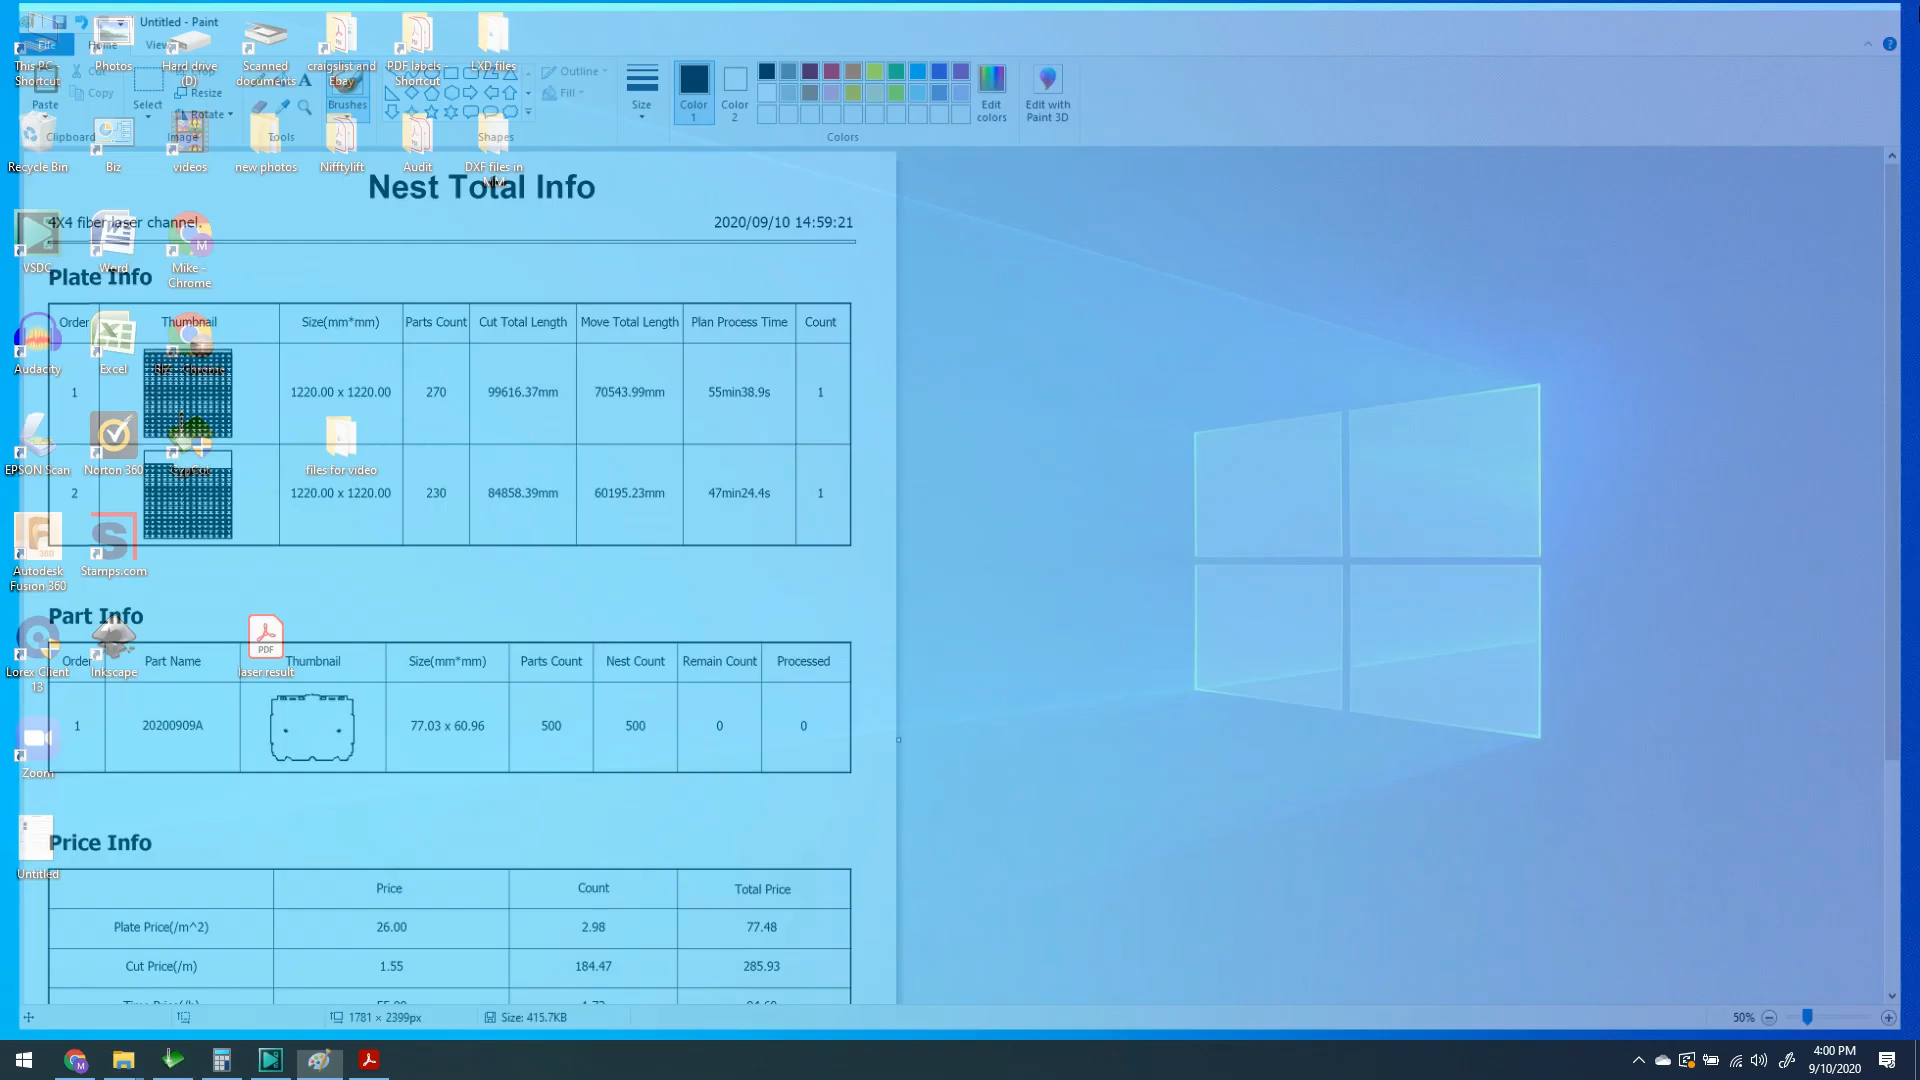 Untitled - Paint
File Home View
This PC - Shortcut
Photos
Hard drive (D)
Scanned documents
craigslist and Ebay
PDF labels - Shortcut
LXD files
Paste
Cut
Copy
Select
Resize
Rotate
Brushes
Outline
Fill
Size
Color 1
Color 2
Edit colors
Edit with Paint 3D
Clipboard
Image
Tools
Shapes
Colors
Recycle Bin
Biz
videos
new photos
Nifftylift
Audit
DXF files in
Nest Total Info
4X4 fiber laser channel.
2020/09/10 14:59:21
VSDC
Word
Mike - Chrome
Plate Info
Order Thumbnail Size(mm*mm) Parts Count Cut Total Length Move Total Length Plan Process Time Count
1 1220.00 x 1220.00 270 99616.37mm 70543.99mm 55min38.9s 1
2 1220.00 x 1220.00 230 84858.39mm 60195.23mm 47min24.4s 1
Audacity
Excel
EPSON Scan
Norton 360
files for video
Autodesk Fusion 360
Stamps.com
Part Info
Order Part Name Thumbnail Size(mm*mm) Parts Count Nest Count Remain Count Processed
1 20200909A 77.03 x 60.96 500 500 0 0
Lorex Client 13
Inkscape
PDF
laser result
Zoom
Untitled
Price Info
Price Count Total Price
Plate Price(/m^2) 26.00 2.98 77.48
Cut Price(/m) 1.55 184.47 285.93
1781 × 2399px
Size: 415.7KB
50%
4:00 PM
9/10/2020